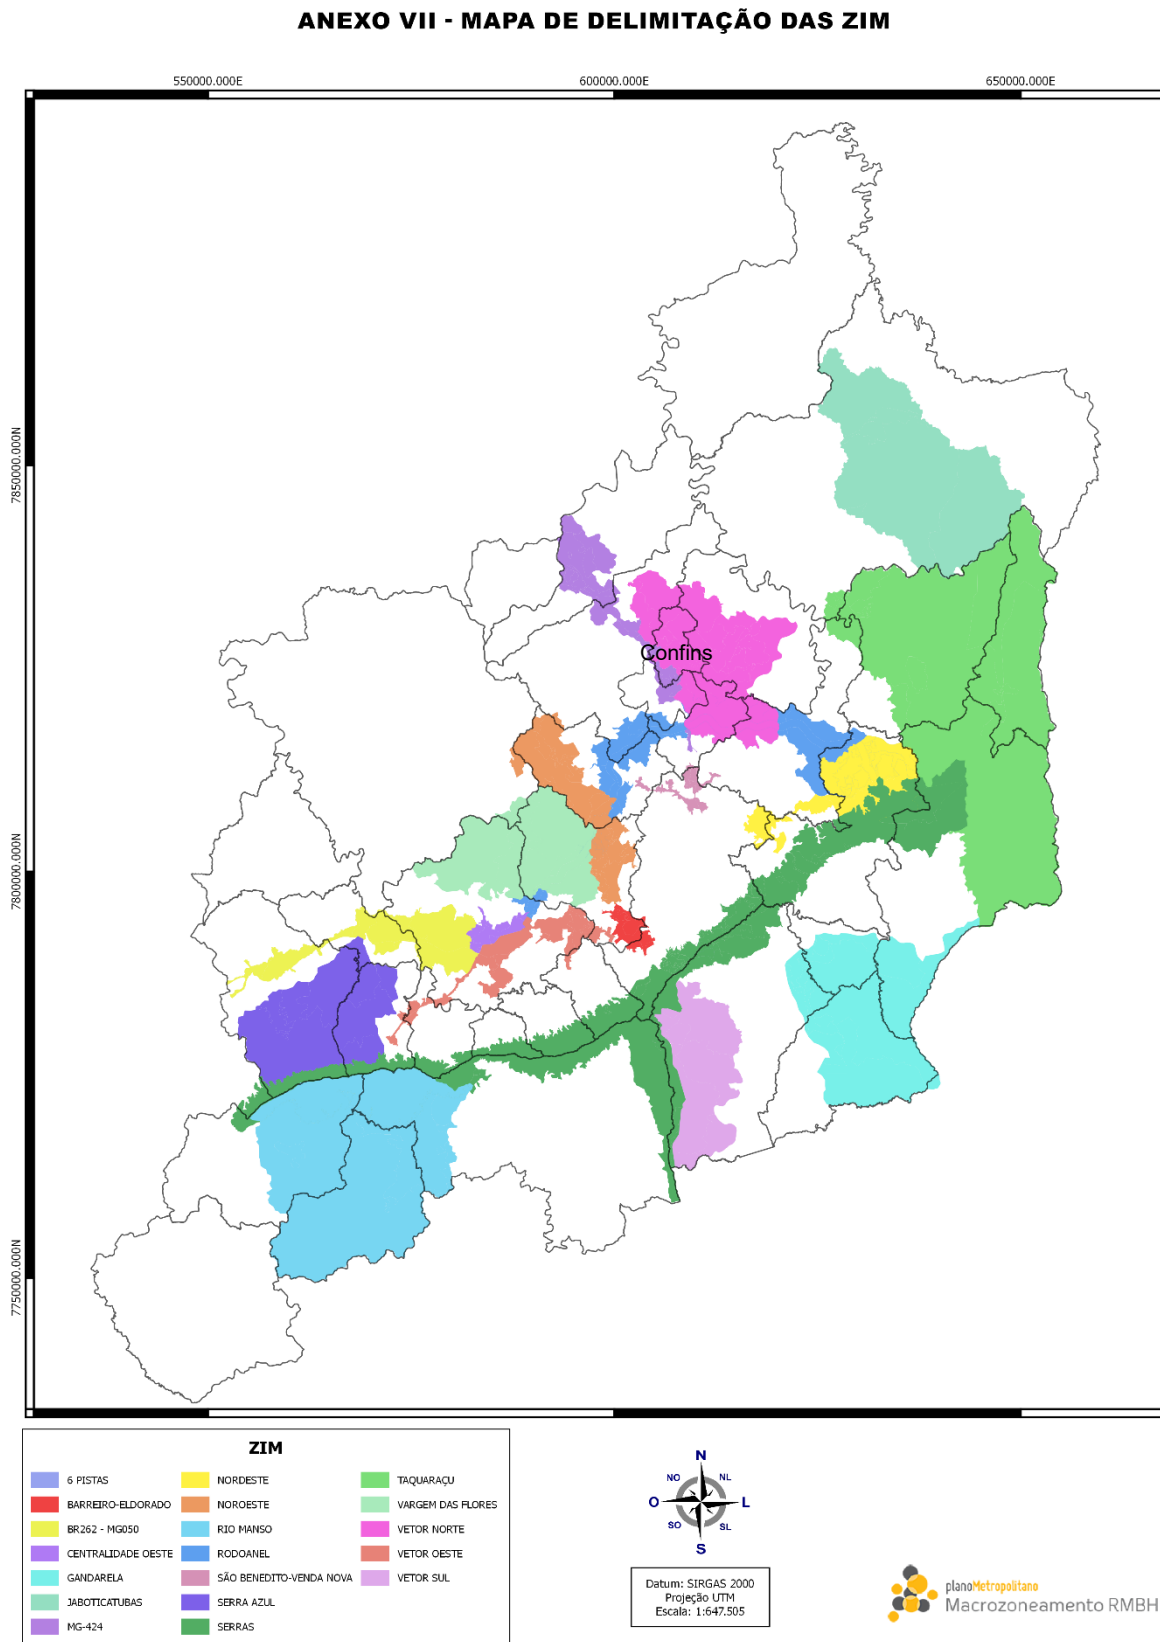 ANEXO VII - MAPA DE DELIMITAÇÃO DAS ZIM
550000.000E
600000.000E
650000.000E
7850000.000N
7800000.000N
7750000.000N
Confins
ZIM
6 PISTAS
BARREIRO-ELDORADO
BR262 - MG050
CENTRALIDADE OESTE
GANDARELA
JABOTICATUBAS
MG-424
NORDESTE
NOROESTE
RIO MANSO
RODOANEL
SÃO BENEDITO-VENDA NOVA
SERRA AZUL
SERRAS
TAQUARAÇU
VARGEM DAS FLORES
VETOR NORTE
VETOR OESTE
VETOR SUL
N
NO
NL
O
L
SO
SL
S
Datum: SIRGAS 2000
Projeção UTM
Escala: 1:647.505
planoMetropolitano
Macrozoneamento RMBH